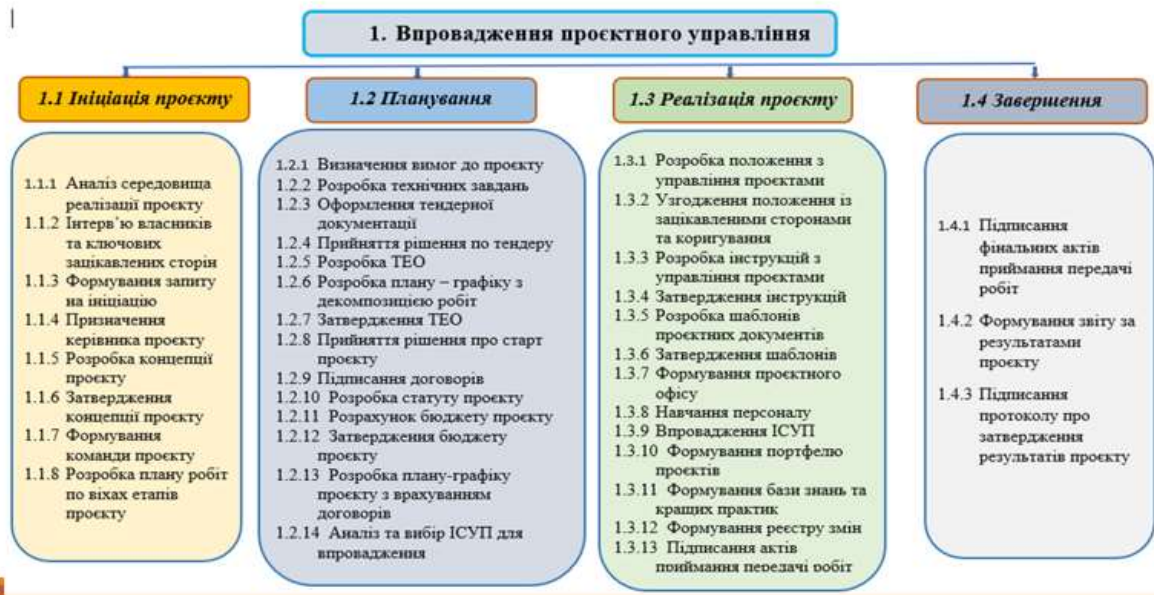 1. Впровадження проєктного управління
1.1 Ініціація проєкту
1.1.1 Аналіз середовища
реалізації проєкту
1.1.2 Інтерв’ю власників
та ключових
зацікавлених сторін
1.1.3 Формування запиту
на ініціацію
1.1.4 Призначення
керівника проєкту
1.1.5 Розробка концепції
проєкту
1.1.6 Затвердження
концепції проєкту
1.1.7 Формування
команди проєкту
1.1.8 Розробка плану робіт
по віхах етапів
проєкту
1.2 Планування
1.2.1 Визначення вимог до проєкту
1.2.2 Розробка технічних завдань
1.2.3 Оформлення тендерної
документації
1.2.4 Прийняття рішення по тендеру
1.2.5 Розробка ТЕО
1.2.6 Розробка плану – графіку з
декомпозицією робіт
1.2.7 Затвердження ТЕО
1.2.8 Прийняття рішення про старт
проєкту
1.2.9 Підписання договорів
1.2.10 Розробка статуту проєкту
1.2.11 Розрахунок бюджету проєкту
1.2.12 Затвердження бюджету
проєкту
1.2.13 Розробка плану-графіку
проєкту з врахуванням
договорів
1.2.14 Аналіз та вибір ІСУП для
впровадження
1.3 Реалізація проєкту
1.3.1 Розробка положення з
управління проєктами
1.3.2 Узгодження положення із
зацікавленими сторонами
та коригування
1.3.3 Розробка інструкцій з
управління проєктами
1.3.4 Затвердження інструкцій
1.3.5 Розробка шаблонів
проєктних документів
1.3.6 Затвердження шаблонів
1.3.7 Формування проєктного
офісу
1.3.8 Навчання персоналу
1.3.9 Впровадження ІСУП
1.3.10 Формування портфелю
проєктів
1.3.11 Формування бази знань та
кращих практик
1.3.12 Формування реєстру змін
1.3.13 Підписання актів
приймання передачі робіт
1.4 Завершення
1.4.1 Підписання
фінальних актів
приймання передачі
робіт
1.4.2 Формування звіту за
результатами
проєкту
1.4.3 Підписання
протоколу про
затвердження
результатів проєкту